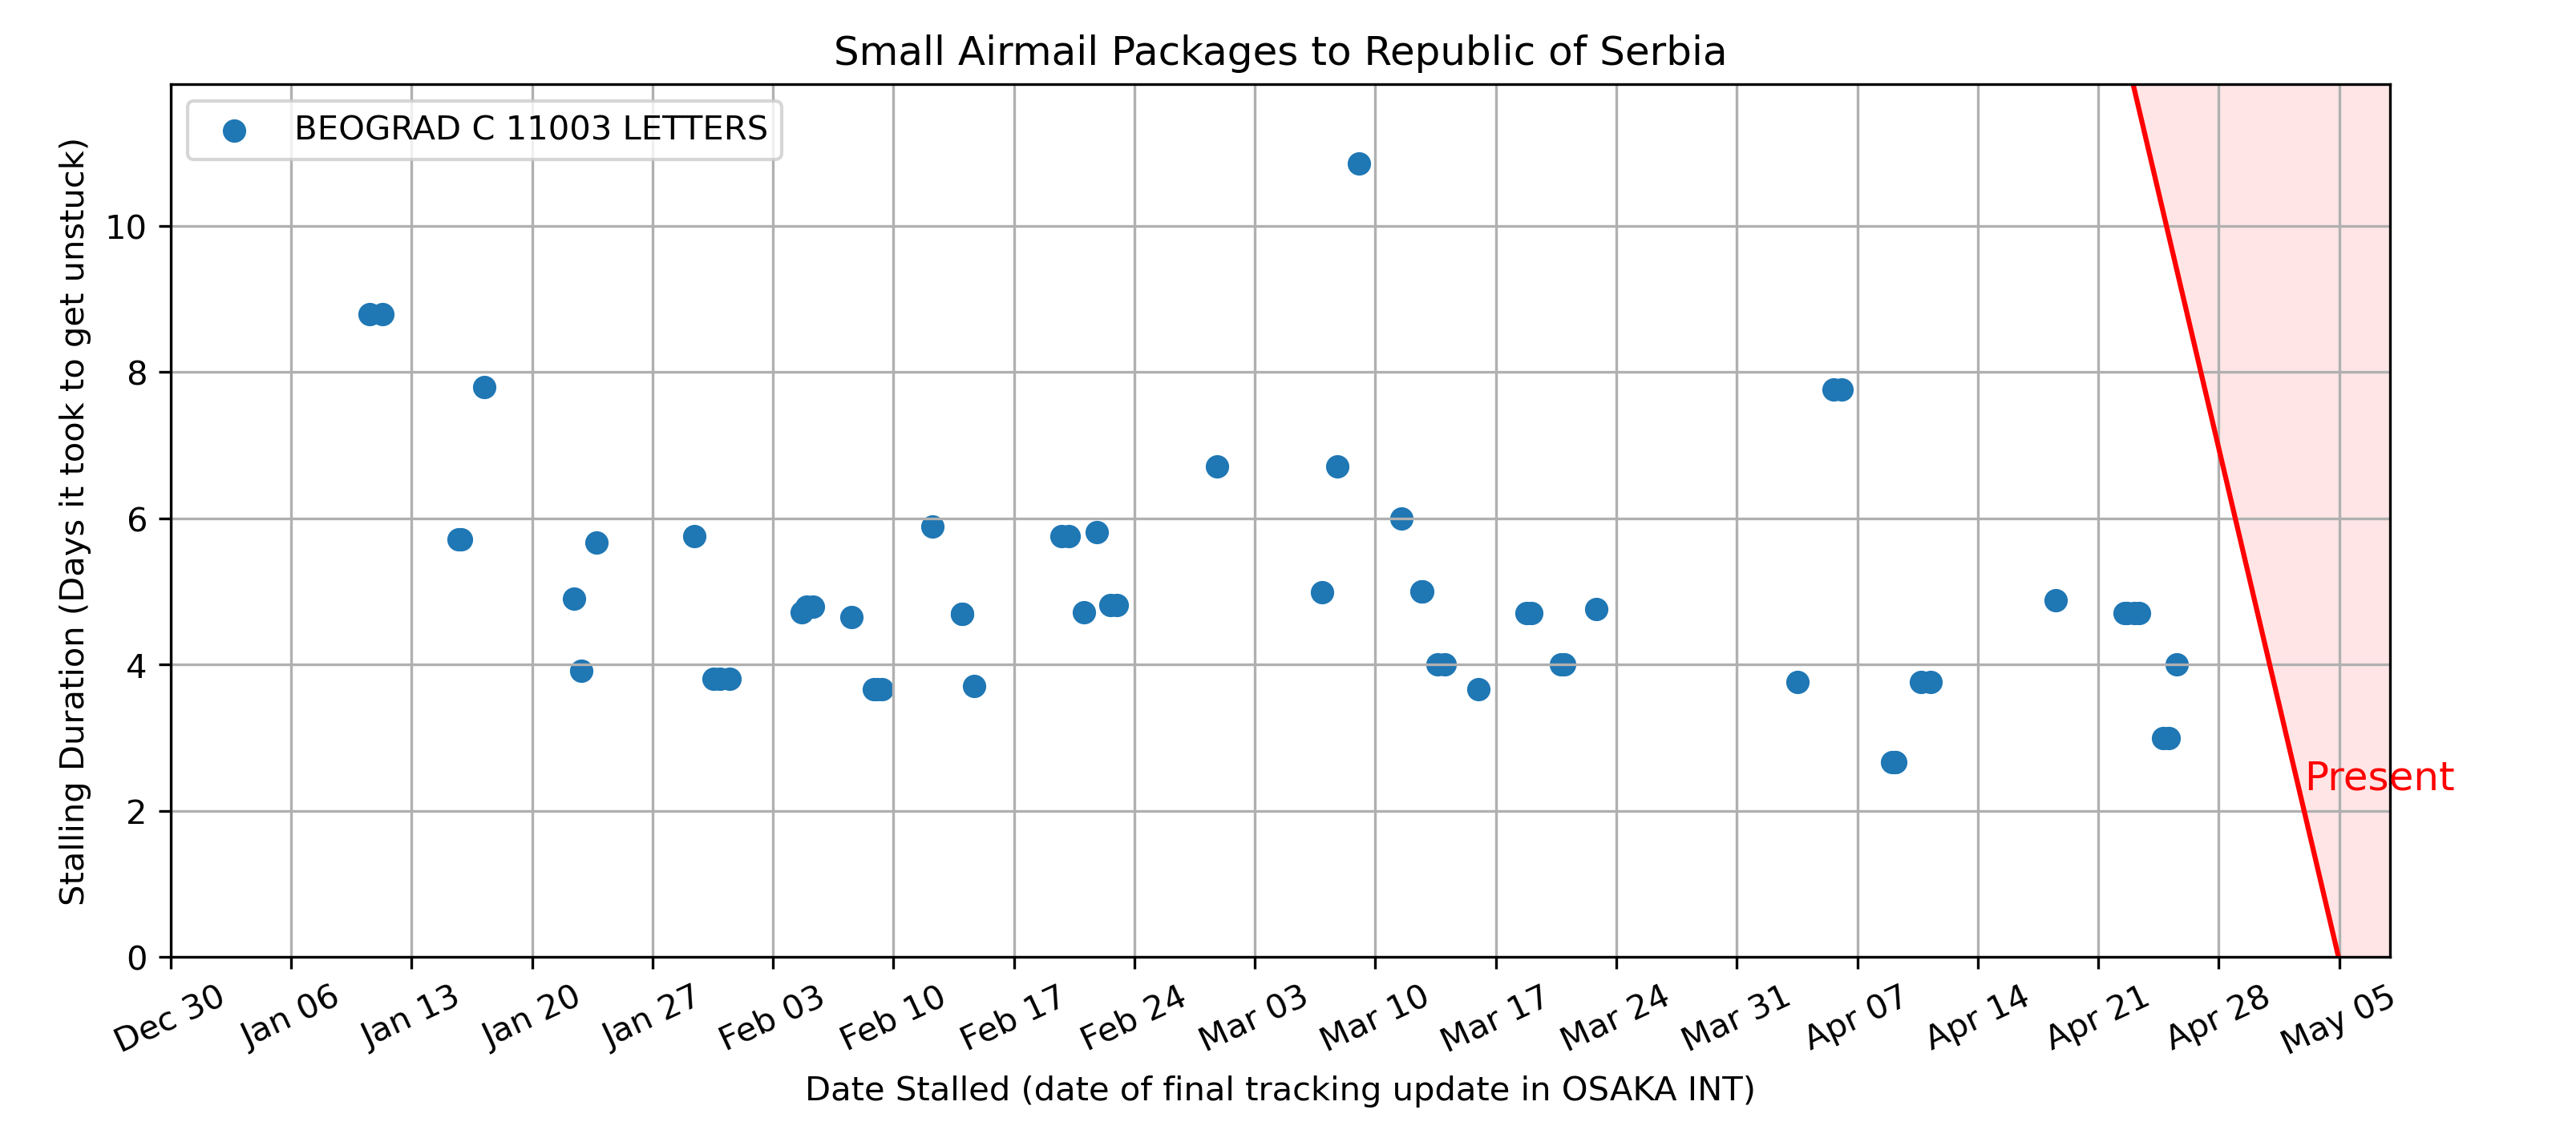 Small Airmail Packages to Republic of Serbia
BEOGRAD C 11003 LETTERS
Stalling Duration (Days it took to get unstuck)
10
8
6
4
2
0
Present
Dec 30
Jan 06
Jan 13
Jan 20
Jan 27
Feb 03
Feb 10
Feb 17
Feb 24
Mar 03
Mar 10
Mar 17
Mar 24
Mar 31
Apr 07
Apr 14
Apr 21
Apr 28
May 05
Date Stalled (date of final tracking update in OSAKA INT)